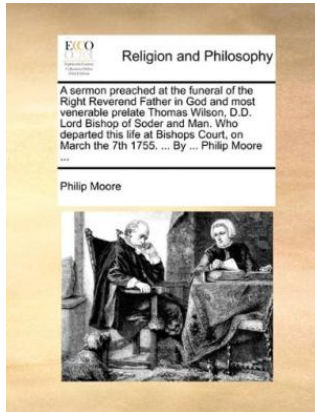 ECCO
Religion and Philosophy
A sermon preached at the funeral of the
Right Reverend Father in God and most
venerable prelate Thomas Wilson, D.D.
Lord Bishop of Soder and Man. Who
departed this life at Bishops Court, on
March the 7th 1755. ... By ... Philip Moore
...
Philip Moore